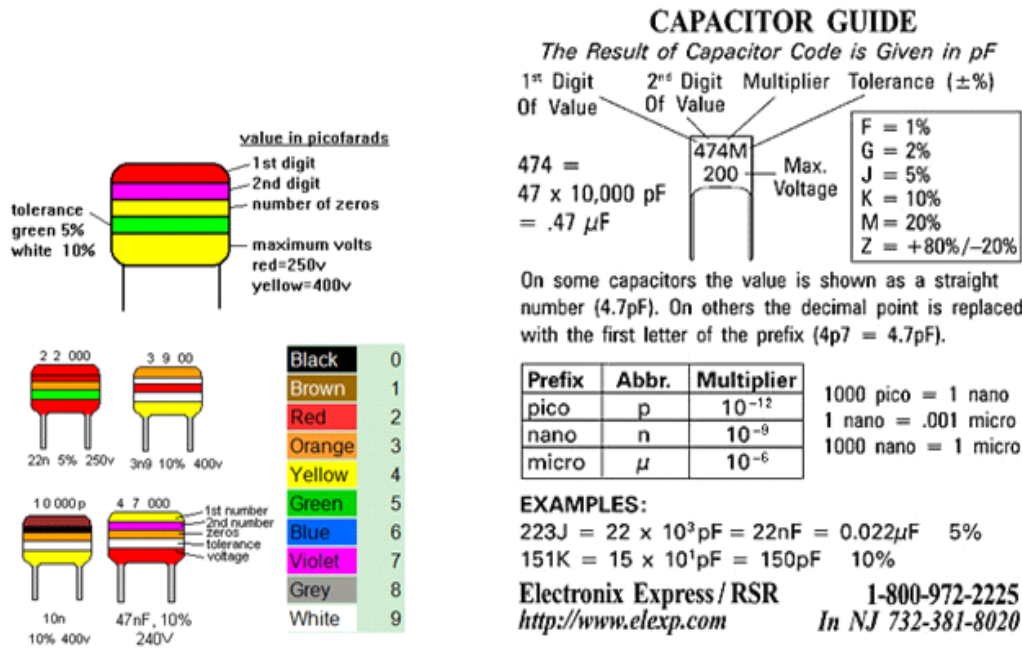 value in picofarads
1st digit
2nd digit
number of zeros
tolerance
green 5%
white 10%
maximum volts
red=250v
yellow=400v
2 2 000
3 9 00
22n 5% 250v
3n9 10% 400v
10 000 p
4 7 000
1st number
2nd number
zeros
tolerance
voltage
10n
10% 400v
47nF, 10%
240V
Black 0
Brown 1
Red 2
Orange 3
Yellow 4
Green 5
Blue 6
Violet 7
Grey 8
White 9
CAPACITOR GUIDE
The Result of Capacitor Code is Given in pF
1st Digit Of Value
2nd Digit Of Value
Multiplier
Tolerance (±%)
474M
200
Max. Voltage
474 =
47 x 10,000 pF
= .47 μF
F = 1%
G = 2%
J = 5%
K = 10%
M = 20%
Z = +80%/−20%
On some capacitors the value is shown as a straight
number (4.7pF). On others the decimal point is replaced
with the first letter of the prefix (4p7 = 4.7pF).
Prefix Abbr. Multiplier
pico p 10⁻¹²
nano n 10⁻⁹
micro μ 10⁻⁶
1000 pico = 1 nano
1 nano = .001 micro
1000 nano = 1 micro
EXAMPLES:
223J = 22 x 10³pF = 22nF = 0.022μF 5%
151K = 15 x 10¹pF = 150pF 10%
Electronix Express / RSR 1-800-972-2225
http://www.elexp.com In NJ 732-381-8020